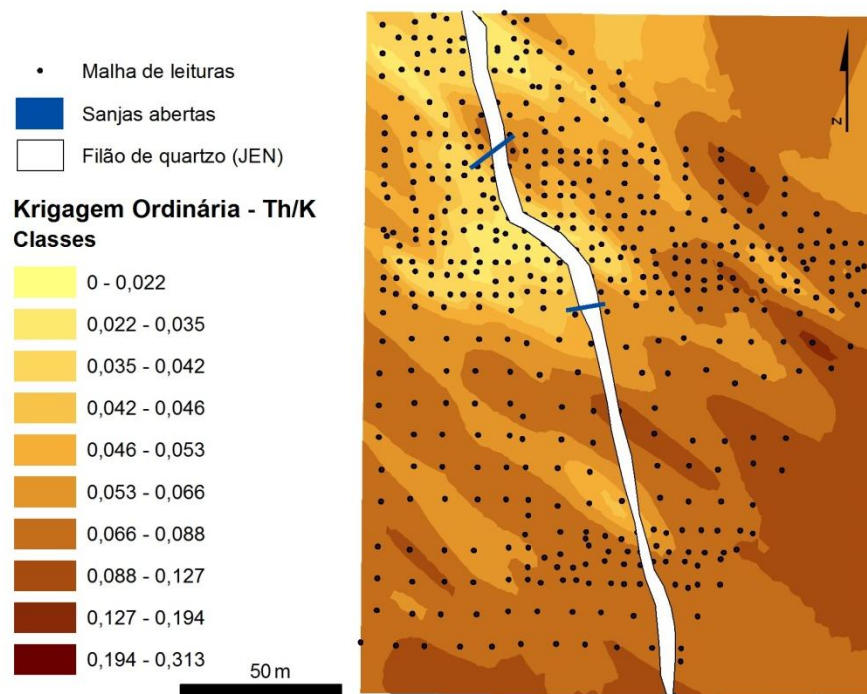 Malha de leituras
Sanjas abertas
Filão de quartzo (JEN)
Krigagem Ordinária - Th/K
Classes
0 - 0,022
0,022 - 0,035
0,035 - 0,042
0,042 - 0,046
0,046 - 0,053
0,053 - 0,066
0,066 - 0,088
0,088 - 0,127
0,127 - 0,194
0,194 - 0,313
50 m
N